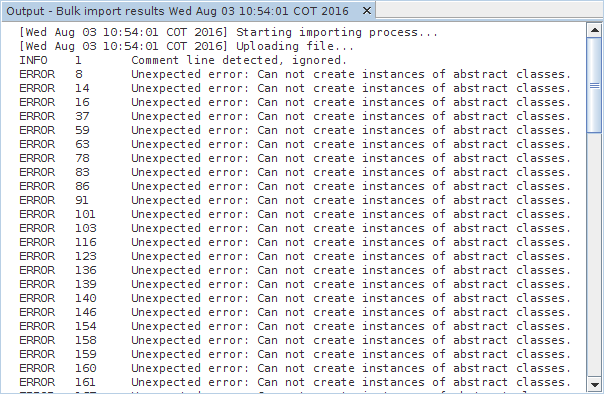 Output - Bulk import results Wed Aug 03 10:54:01 COT 2016
[Wed Aug 03 10:54:01 COT 2016] Starting importing process...
[Wed Aug 03 10:54:01 COT 2016] Uploading file...
INFO 1 Comment line detected, ignored.
ERROR 8 Unexpected error: Can not create instances of abstract classes.
ERROR 14 Unexpected error: Can not create instances of abstract classes.
ERROR 16 Unexpected error: Can not create instances of abstract classes.
ERROR 37 Unexpected error: Can not create instances of abstract classes.
ERROR 59 Unexpected error: Can not create instances of abstract classes.
ERROR 63 Unexpected error: Can not create instances of abstract classes.
ERROR 78 Unexpected error: Can not create instances of abstract classes.
ERROR 83 Unexpected error: Can not create instances of abstract classes.
ERROR 86 Unexpected error: Can not create instances of abstract classes.
ERROR 91 Unexpected error: Can not create instances of abstract classes.
ERROR 101 Unexpected error: Can not create instances of abstract classes.
ERROR 103 Unexpected error: Can not create instances of abstract classes.
ERROR 116 Unexpected error: Can not create instances of abstract classes.
ERROR 123 Unexpected error: Can not create instances of abstract classes.
ERROR 136 Unexpected error: Can not create instances of abstract classes.
ERROR 139 Unexpected error: Can not create instances of abstract classes.
ERROR 140 Unexpected error: Can not create instances of abstract classes.
ERROR 146 Unexpected error: Can not create instances of abstract classes.
ERROR 154 Unexpected error: Can not create instances of abstract classes.
ERROR 158 Unexpected error: Can not create instances of abstract classes.
ERROR 159 Unexpected error: Can not create instances of abstract classes.
ERROR 160 Unexpected error: Can not create instances of abstract classes.
ERROR 161 Unexpected error: Can not create instances of abstract classes.